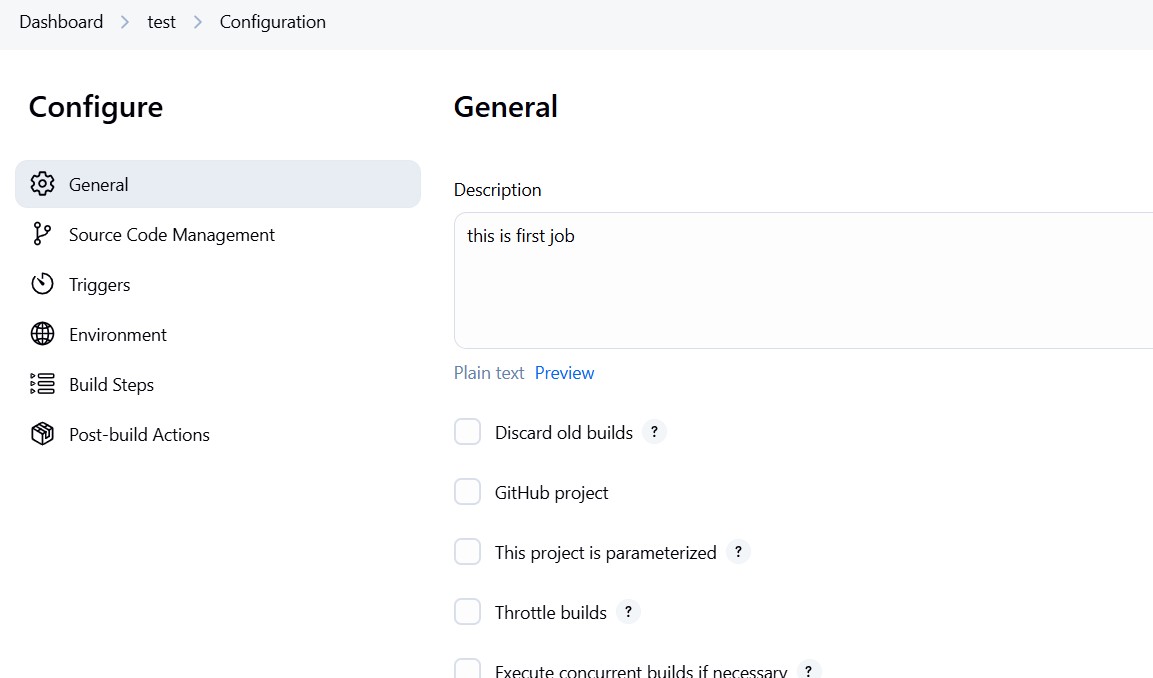 Dashboard > test > Configuration
Configure
General
Source Code Management
Triggers
Environment
Build Steps
Post-build Actions
General
Description
this is first job
Plain text Preview
Discard old builds ?
GitHub project
This project is parameterized ?
Throttle builds ?
Execute concurrent builds if necessary ?